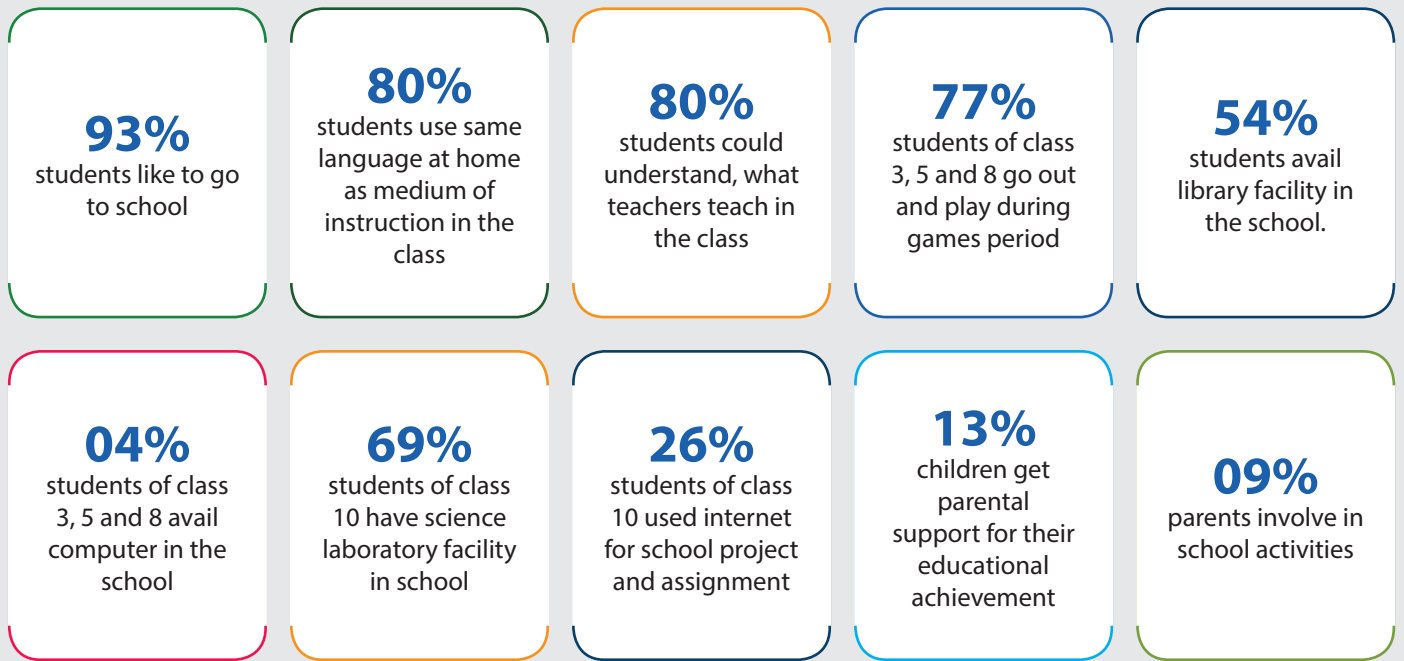 93%
students like to go
to school
80%
students use same
language at home
as medium of
instruction in the
class
80%
students could
understand, what
teachers teach in
the class
77%
students of class
3, 5 and 8 go out
and play during
games period
54%
students avail
library facility in
the school.
04%
students of class
3, 5 and 8 avail
computer in the
school
69%
students of class
10 have science
laboratory facility
in school
26%
students of class
10 used internet
for school project
and assignment
13%
children get
parental
support for their
educational
achievement
09%
parents involve in
school activities